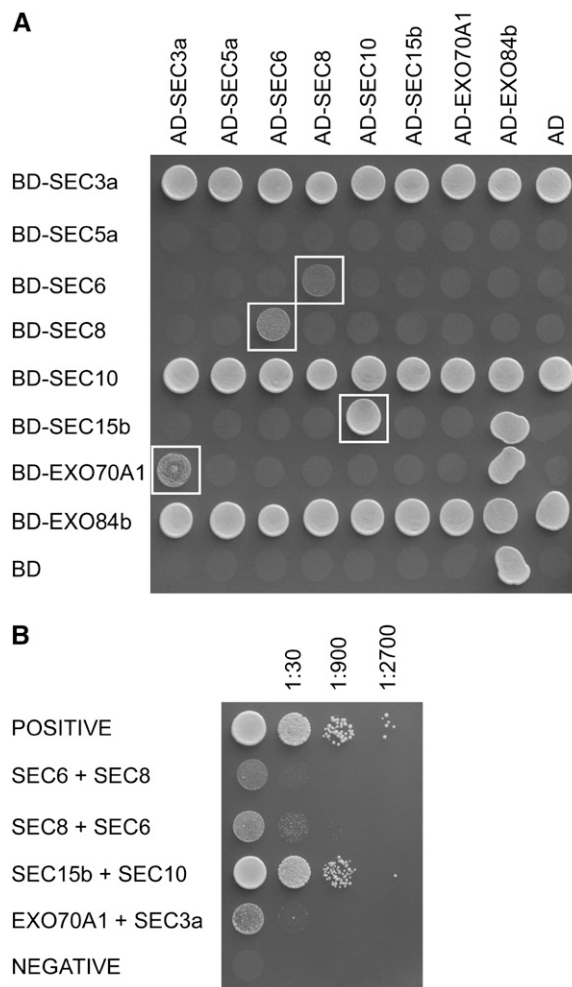 A
AD-SEC3a
AD-SEC5a
AD-SEC6
AD-SEC8
AD-SEC10
AD-SEC15b
AD-EXO70A1
AD-EXO84b
AD
BD-SEC3a
BD-SEC5a
BD-SEC6
BD-SEC8
BD-SEC10
BD-SEC15b
BD-EXO70A1
BD-EXO84b
BD
B
1:30
1:900
1:2700
POSITIVE
SEC6 + SEC8
SEC8 + SEC6
SEC15b + SEC10
EXO70A1 + SEC3a
NEGATIVE